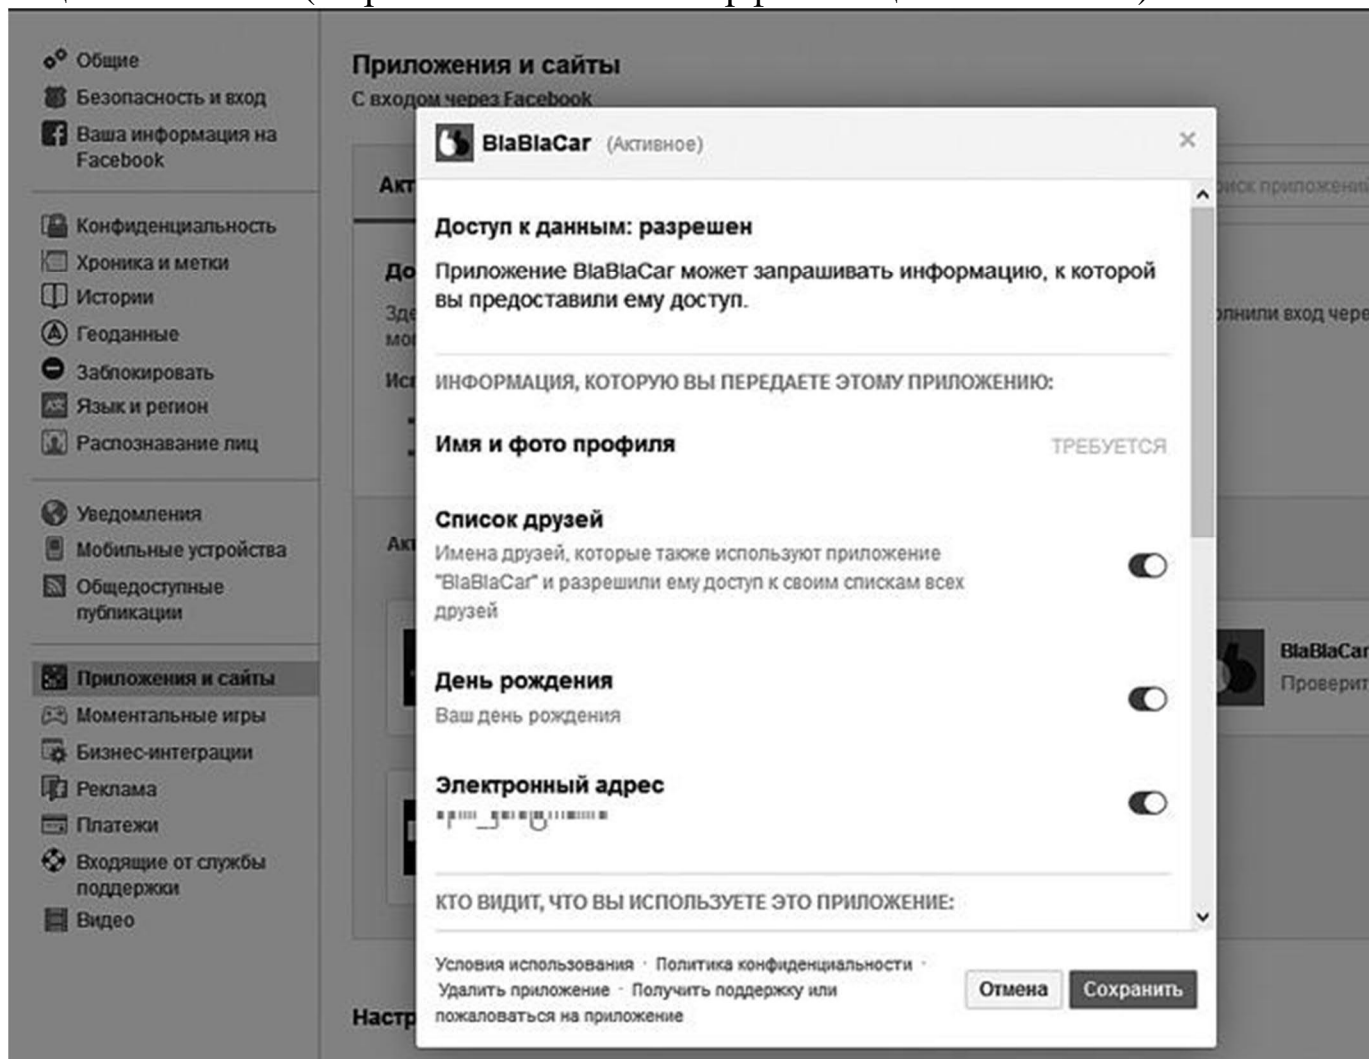 Общие
Безопасность и вход
Ваша информация на
Facebook
Конфиденциальность
Хроника и метки
Истории
Геоданные
Заблокировать
Язык и регион
Распознавание лиц
Уведомления
Мобильные устройства
Общедоступные
публикации
Приложения и сайты
Моментальные игры
Бизнес-интеграции
Реклама
Платежи
Входящие от службы
поддержки
Видео
Приложения и сайты
С входом через Facebook
BlaBlaCar (Активное)
Доступ к данным: разрешен
Приложение BlaBlaCar может запрашивать информацию, к которой
вы предоставили ему доступ.
ИНФОРМАЦИЯ, КОТОРУЮ ВЫ ПЕРЕДАЕТЕ ЭТОМУ ПРИЛОЖЕНИЮ:
Имя и фото профиля ТРЕБУЕТСЯ
Список друзей
Имена друзей, которые также используют приложение
"BlaBlaCar" и разрешили ему доступ к своим спискам всех
друзей
День рождения
Ваш день рождения
Электронный адрес
КТО ВИДИТ, ЧТО ВЫ ИСПОЛЬЗУЕТЕ ЭТО ПРИЛОЖЕНИЕ:
Условия использования · Политика конфиденциальности ·
Удалить приложение · Получить поддержку или
пожаловаться на приложение
Отмена Сохранить
вход чере
BlaBlaCar
Проверит